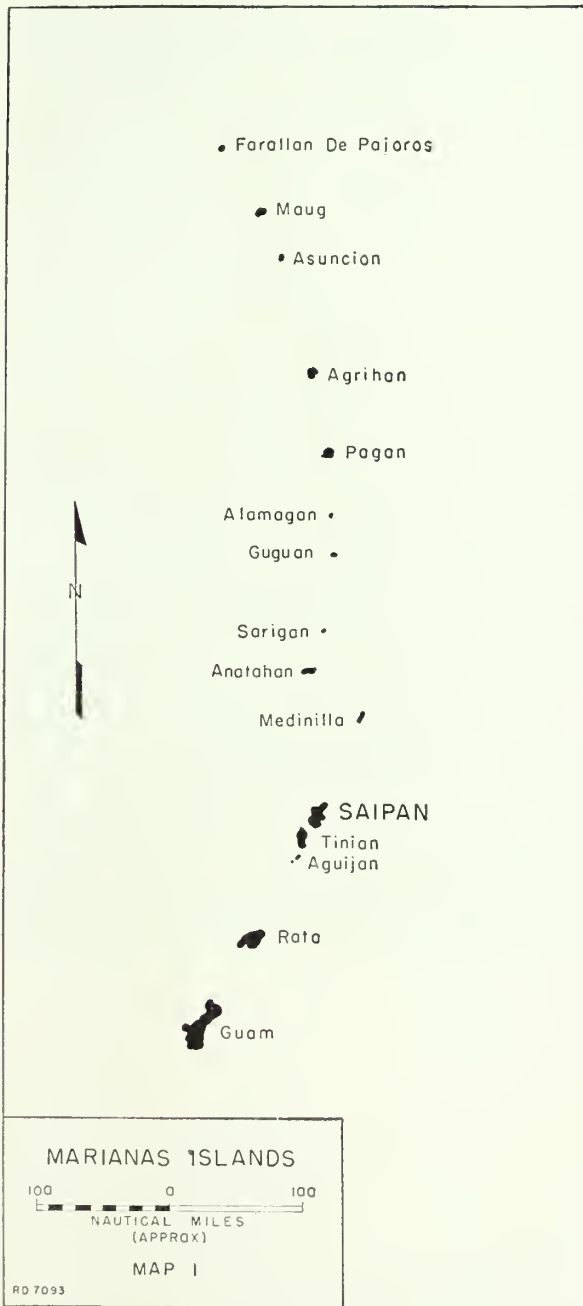 Farallon De Pajaros
Maug
Asuncion
Agrihan
Pagan
Alamagan
Guguan
N
Sarigan
Anatahan
Medinilla
SAIPAN
Tinian
Aguijan
Rota
Guam
MARIANAS ISLANDS
100 0 100
NAUTICAL MILES
(APPROX)
MAP 1
RD 7093